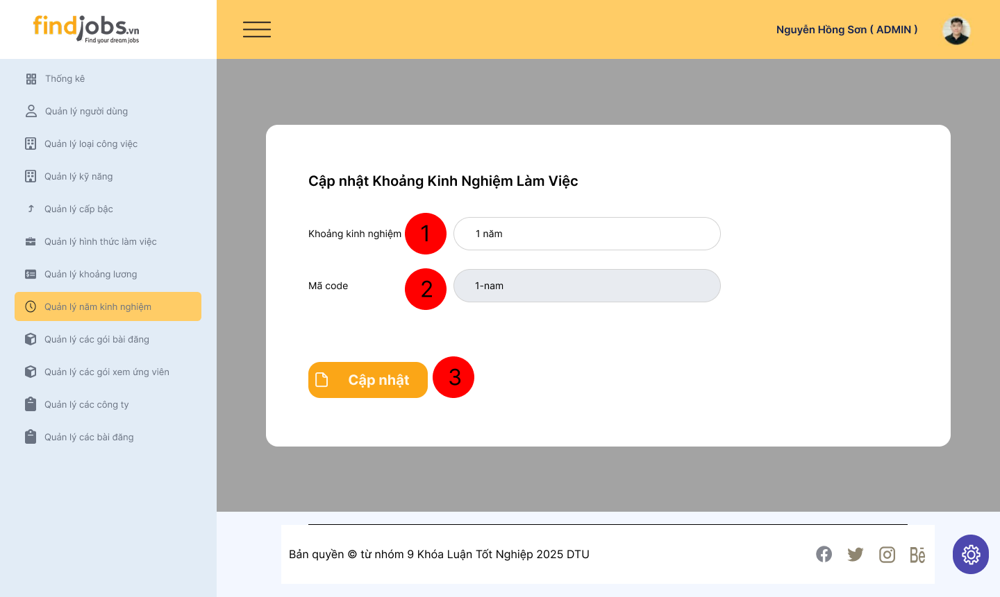 findjobs.vn
Find your dream jobs
Nguyễn Hồng Sơn ( ADMIN )
Thống kê
Quản lý người dùng
Quản lý loại công việc
Quản lý kỹ năng
Quản lý cấp bậc
Quản lý hình thức làm việc
Quản lý khoảng lương
Quản lý năm kinh nghiệm
Quản lý các gói bài đăng
Quản lý các gói xem ứng viên
Quản lý các công ty
Quản lý các bài đăng
Cập nhật Khoảng Kinh Nghiệm Làm Việc
Khoảng kinh nghiệm 1 1 năm
Mã code 2 1-nam
Cập nhật 3
Bản quyền © từ nhóm 9 Khóa Luận Tốt Nghiệp 2025 DTU